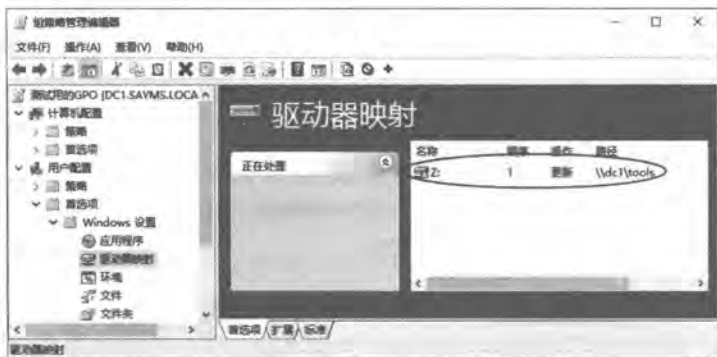 组策略管理编辑器
文件(F) 操作(A) 查看(V) 帮助(H)
测试用的GPO [DC1.SAYMS.LOCA
计算机配置
策略
首选项
用户配置
策略
首选项
Windows 设置
应用程序
驱动器映射
环境
文件
文件夹
驱动器映射
正在处理
名称 顺序 操作 路径
Z: 1 更新 \\dc1\tools
首选项 扩展 标准
驱动器映射